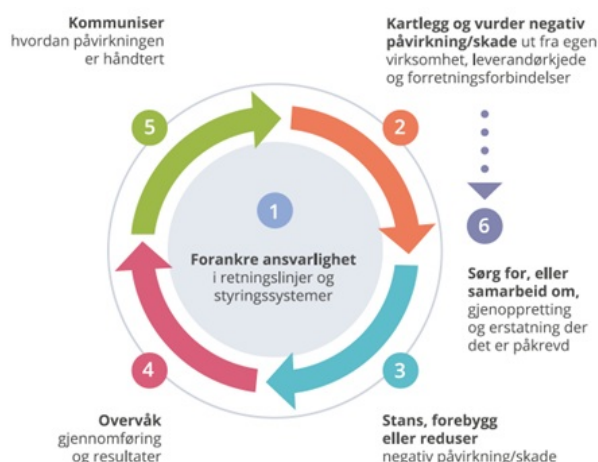 Kommuniser
hvordan påvirkningen
er håndtert
5
Kartlegg og vurder negativ
påvirkning/skade ut fra egen
virksomhet, leverandørkjede
og forretningsforbindelser
2
1
Forankre ansvarlighet
i retningslinjer og
styringssystemer
6
Sørg for, eller
samarbeid om,
gjenoppretting
og erstatning der
det er påkrevd
4
Overvåk
gjennomføring
og resultater
3
Stans, forebygg
eller reduser
negativ påvirkning/skade